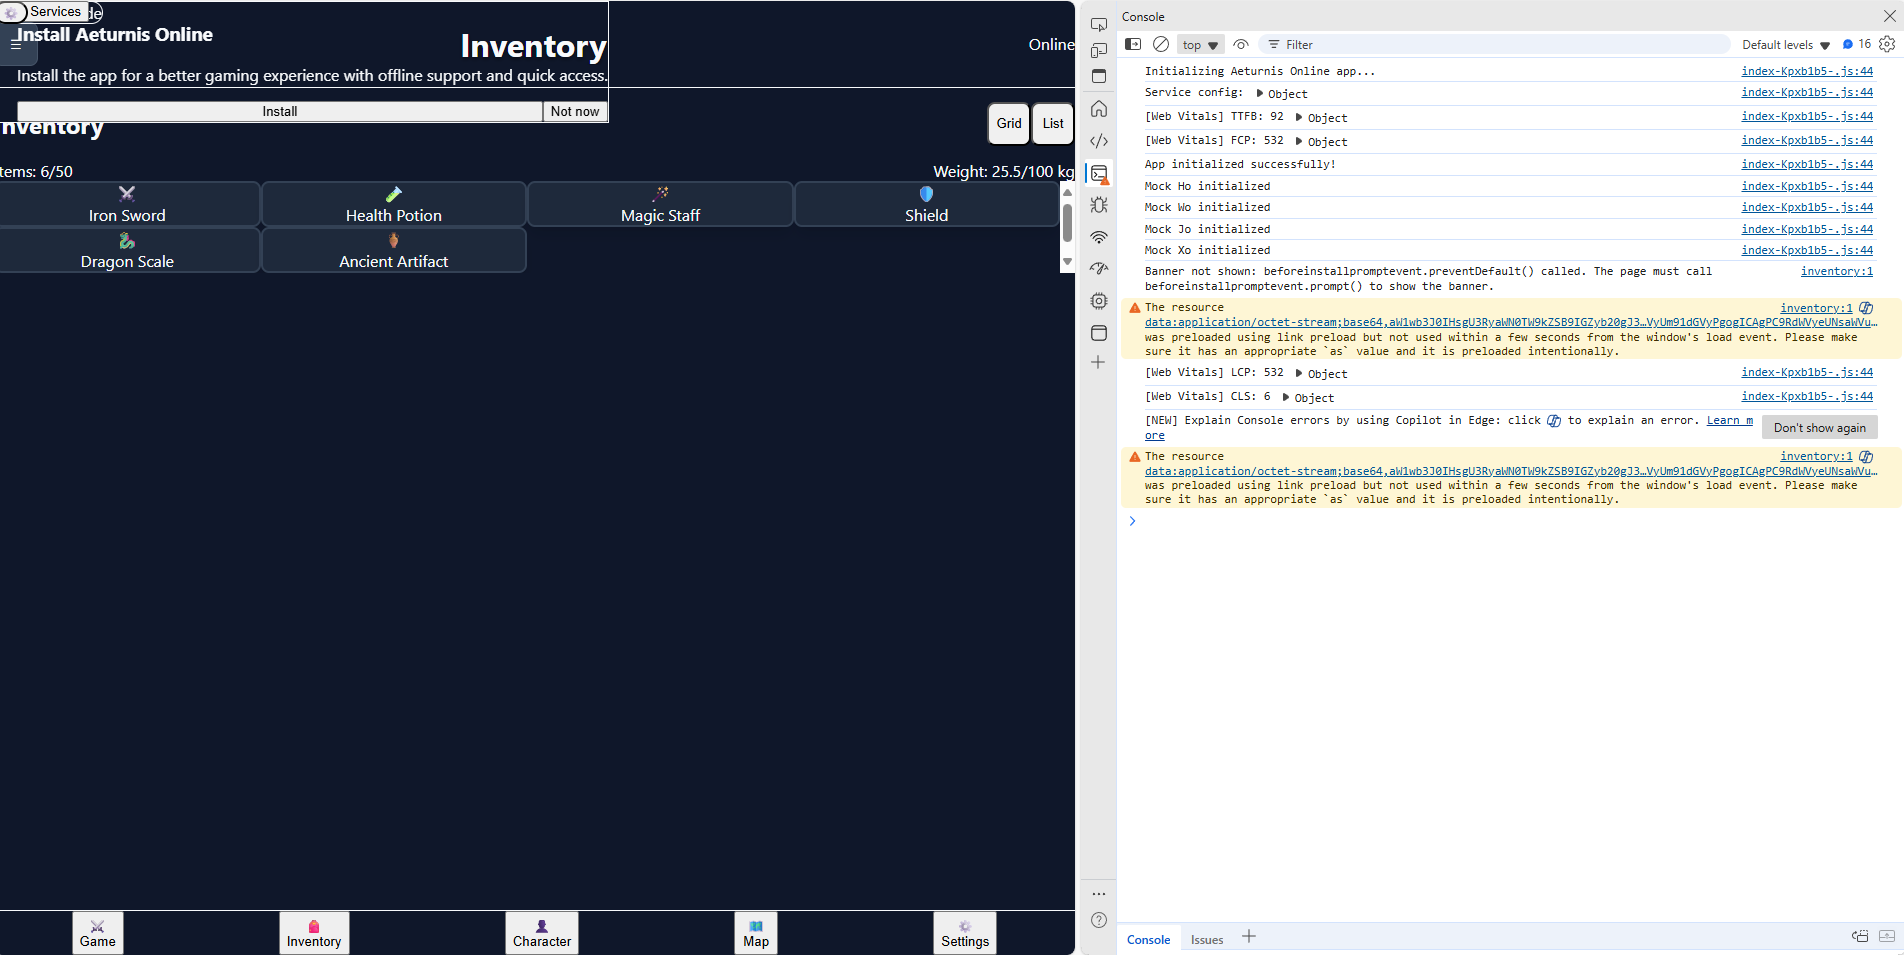 Services
de
Install Aeturnis Online
Inventory
Online
Install the app for a better gaming experience with offline support and quick access.
Install
Not now
nventory
Grid
List
tems: 6/50
Weight: 25.5/100 kg
Iron Sword
Health Potion
Magic Staff
Shield
Dragon Scale
Ancient Artifact
Game
Inventory
Character
Map
Settings
Console
top
Filter
Default levels
16
Initializing Aeturnis Online app...
index-Kpxb1b5-.js:44
Service config: Object
index-Kpxb1b5-.js:44
[Web Vitals] TTFB: 92 Object
index-Kpxb1b5-.js:44
[Web Vitals] FCP: 532 Object
index-Kpxb1b5-.js:44
App initialized successfully!
index-Kpxb1b5-.js:44
Mock Ho initialized
index-Kpxb1b5-.js:44
Mock Wo initialized
index-Kpxb1b5-.js:44
Mock Jo initialized
index-Kpxb1b5-.js:44
Mock Xo initialized
index-Kpxb1b5-.js:44
Banner not shown: beforeinstallpromptevent.preventDefault() called. The page must call
inventory:1
beforeinstallpromptevent.prompt() to show the banner.
The resource
inventory:1
data:application/octet-stream;base64,aW1wb3J0IHsgU3RyaWN0TW9kZSB9IGZyb20gJ3…VyUm91dGVyPgogICAgPC9RdWVyeUNsaWVu…
was preloaded using link preload but not used within a few seconds from the window's load event. Please make
sure it has an appropriate `as` value and it is preloaded intentionally.
[Web Vitals] LCP: 532 Object
index-Kpxb1b5-.js:44
[Web Vitals] CLS: 6 Object
index-Kpxb1b5-.js:44
[NEW] Explain Console errors by using Copilot in Edge: click to explain an error. Learn m
ore
Don't show again
The resource
inventory:1
data:application/octet-stream;base64,aW1wb3J0IHsgU3RyaWN0TW9kZSB9IGZyb20gJ3…VyUm91dGVyPgogICAgPC9RdWVyeUNsaWVu…
was preloaded using link preload but not used within a few seconds from the window's load event. Please make
sure it has an appropriate `as` value and it is preloaded intentionally.
Console
Issues